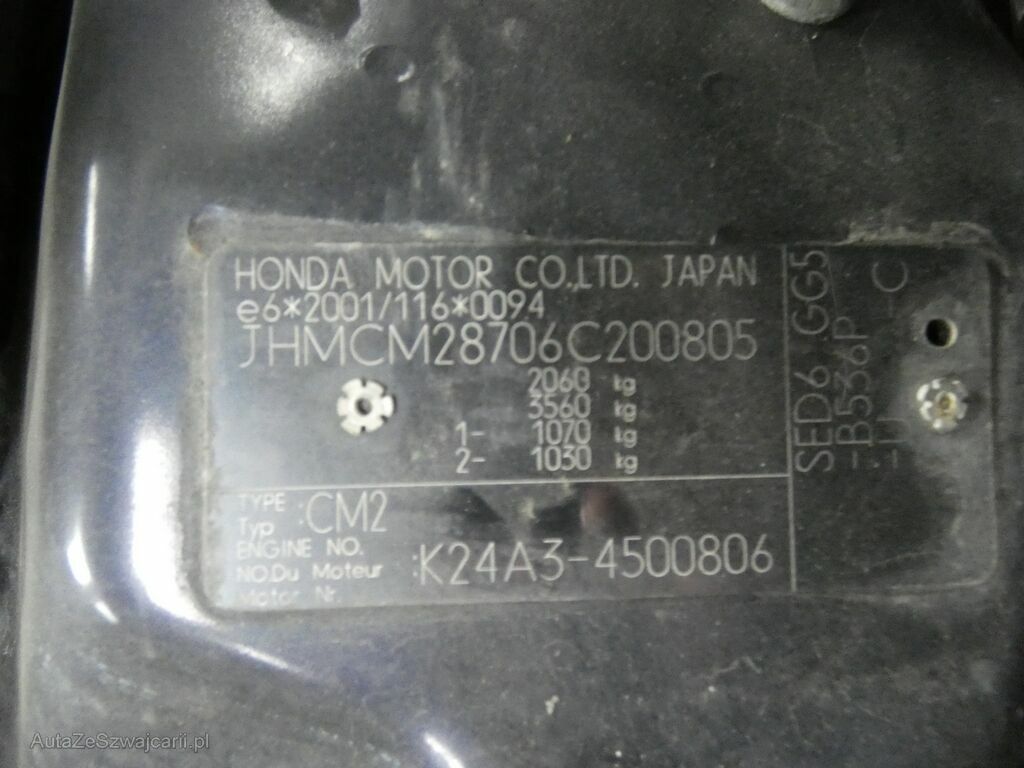 HONDA MOTOR CO.,LTD. JAPAN
e6*2001/116*0094
JHMCM28706C200805
2060 kg
3560 kg
1- 1070 kg
2- 1030 kg
TYPE
Typ :CM2
ENGINE NO.
NO.Du Moteur :K24A3-4500806
Motor Nr.
SED6 GG5
-B536P -C
AutaZeSzwajcarii.pl